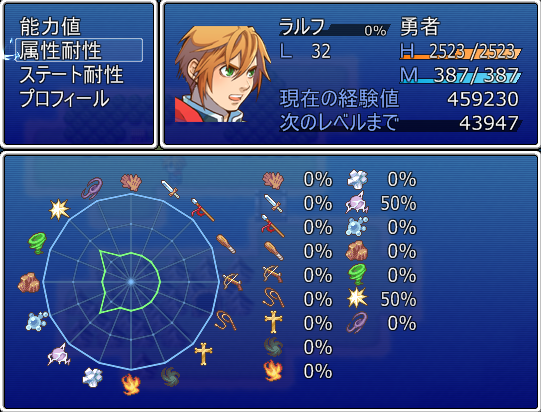 能力値
属性耐性
ステート耐性
プロフィール
ラルフ 0% 勇者
L 32 H 2523/2523
M 387/387
現在の経験値 459230
次のレベルまで 43947
0% 0%
0% 50%
0% 0%
0% 0%
0% 0%
0% 50%
0% 0%
0%
0%